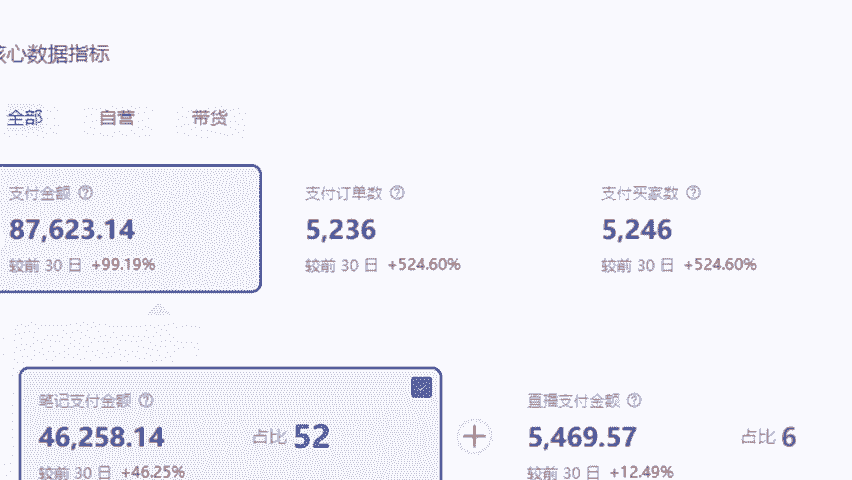 核心数据指标
全部 自营 带货
支付金额 支付订单数 支付买家数
87,623.14 5,236 5,246
较前 30 日 +99.19% 较前 30 日 +524.60% 较前 30 日 +524.60%
笔记支付金额 直播支付金额
46,258.14 占比 52 5,469.57 占比 6
较前 30 日 +46.25% 较前 30 日 +12.49%